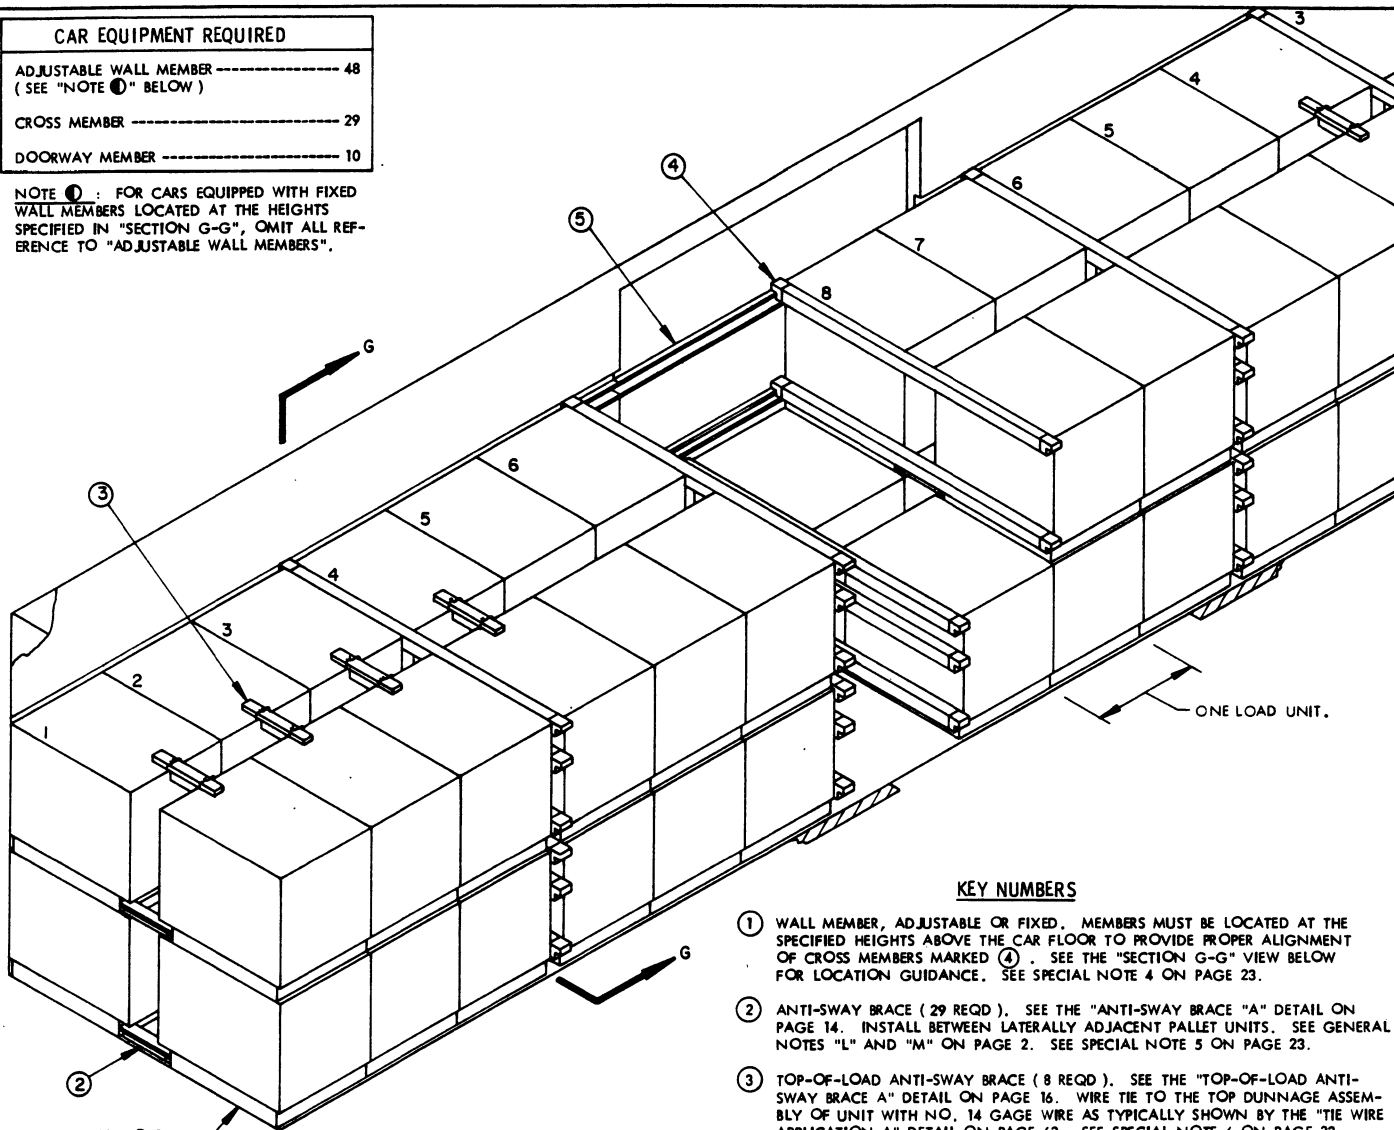 CAR EQUIPMENT REQUIRED
ADJUSTABLE WALL MEMBER --------------- 48
( SEE "NOTE ◐" BELOW )
CROSS MEMBER ------------------------- 29
DOORWAY MEMBER --------------------- 10
NOTE ◐ : FOR CARS EQUIPPED WITH FIXED
WALL MEMBERS LOCATED AT THE HEIGHTS
SPECIFIED IN "SECTION G-G", OMIT ALL REF-
ERENCE TO "ADJUSTABLE WALL MEMBERS".
3
4
5
6
7
8
4
5
G
6
5
4
3
2
1
3
2
G
ONE LOAD UNIT.
KEY NUMBERS
1 WALL MEMBER, ADJUSTABLE OR FIXED. MEMBERS MUST BE LOCATED AT THE
SPECIFIED HEIGHTS ABOVE THE CAR FLOOR TO PROVIDE PROPER ALIGNMENT
OF CROSS MEMBERS MARKED 4 . SEE THE "SECTION G-G" VIEW BELOW
FOR LOCATION GUIDANCE. SEE SPECIAL NOTE 4 ON PAGE 23.
2 ANTI-SWAY BRACE ( 29 REQD ). SEE THE "ANTI-SWAY BRACE "A" DETAIL ON
PAGE 14. INSTALL BETWEEN LATERALLY ADJACENT PALLET UNITS. SEE GENERAL
NOTES "L" AND "M" ON PAGE 2. SEE SPECIAL NOTE 5 ON PAGE 23.
3 TOP-OF-LOAD ANTI-SWAY BRACE ( 8 REQD ). SEE THE "TOP-OF-LOAD ANTI-
SWAY BRACE A" DETAIL ON PAGE 16. WIRE TIE TO THE TOP DUNNAGE ASSEM-
BLY OF UNIT WITH NO. 14 GAGE WIRE AS TYPICALLY SHOWN BY THE "TIE WIRE